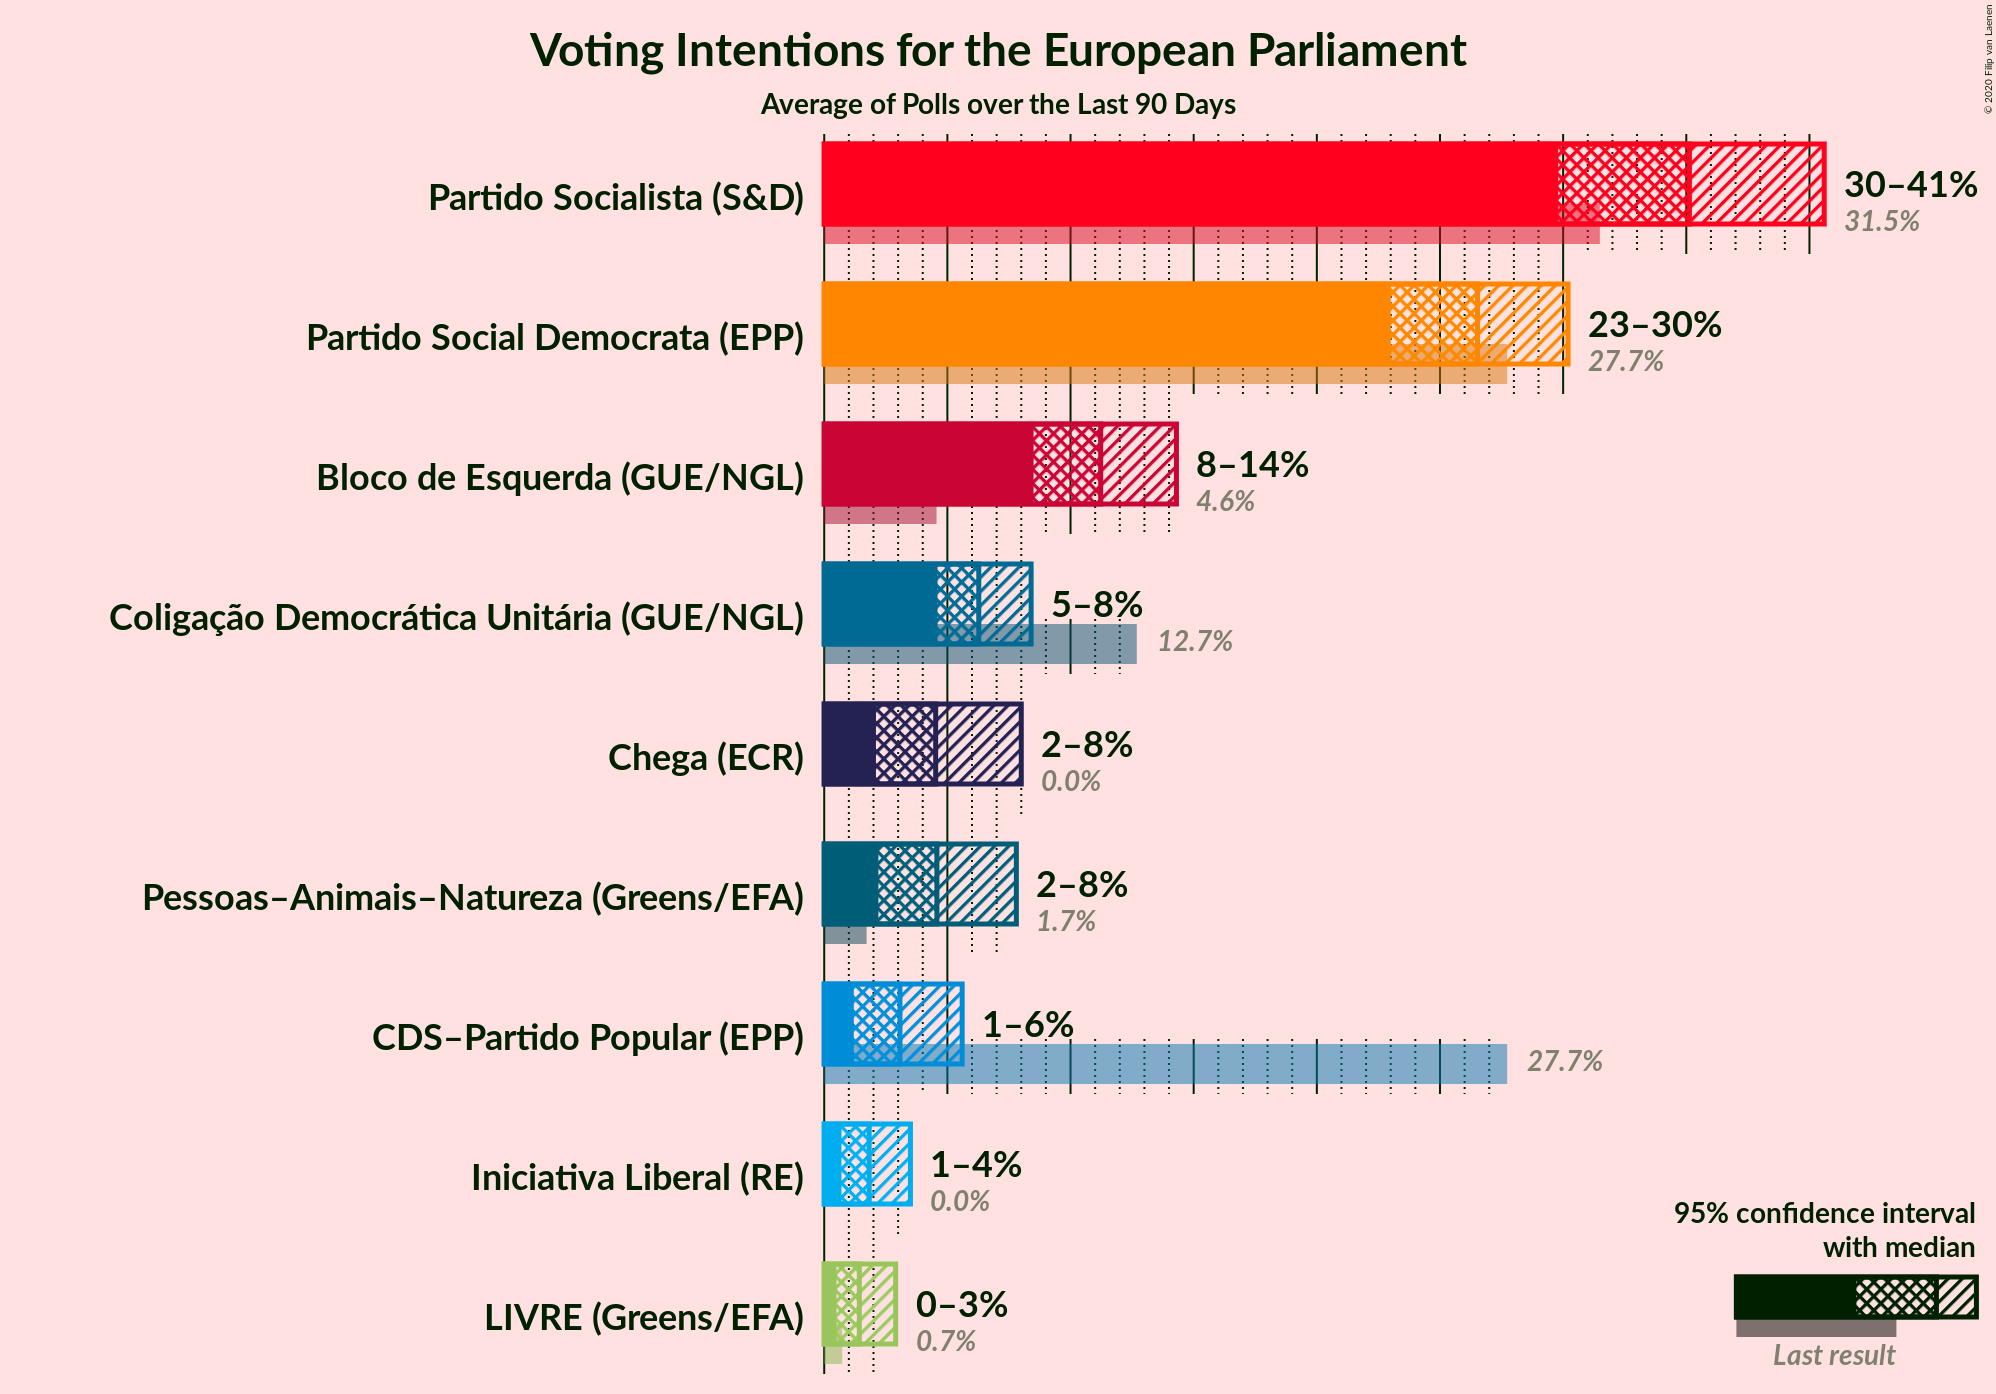 Voting Intentions for the European Parliament
Average of Polls over the Last 90 Days
© 2020 Filip van Laenen
Partido Socialista (S&D)
30–41%
31.5%
Partido Social Democrata (EPP)
23–30%
27.7%
Bloco de Esquerda (GUE/NGL)
8–14%
4.6%
Coligação Democrática Unitária (GUE/NGL)
5–8%
12.7%
Chega (ECR)
2–8%
0.0%
Pessoas–Animais–Natureza (Greens/EFA)
2–8%
1.7%
CDS–Partido Popular (EPP)
1–6%
27.7%
Iniciativa Liberal (RE)
1–4%
0.0%
LIVRE (Greens/EFA)
0–3%
0.7%
95% confidence interval
with median
Last result